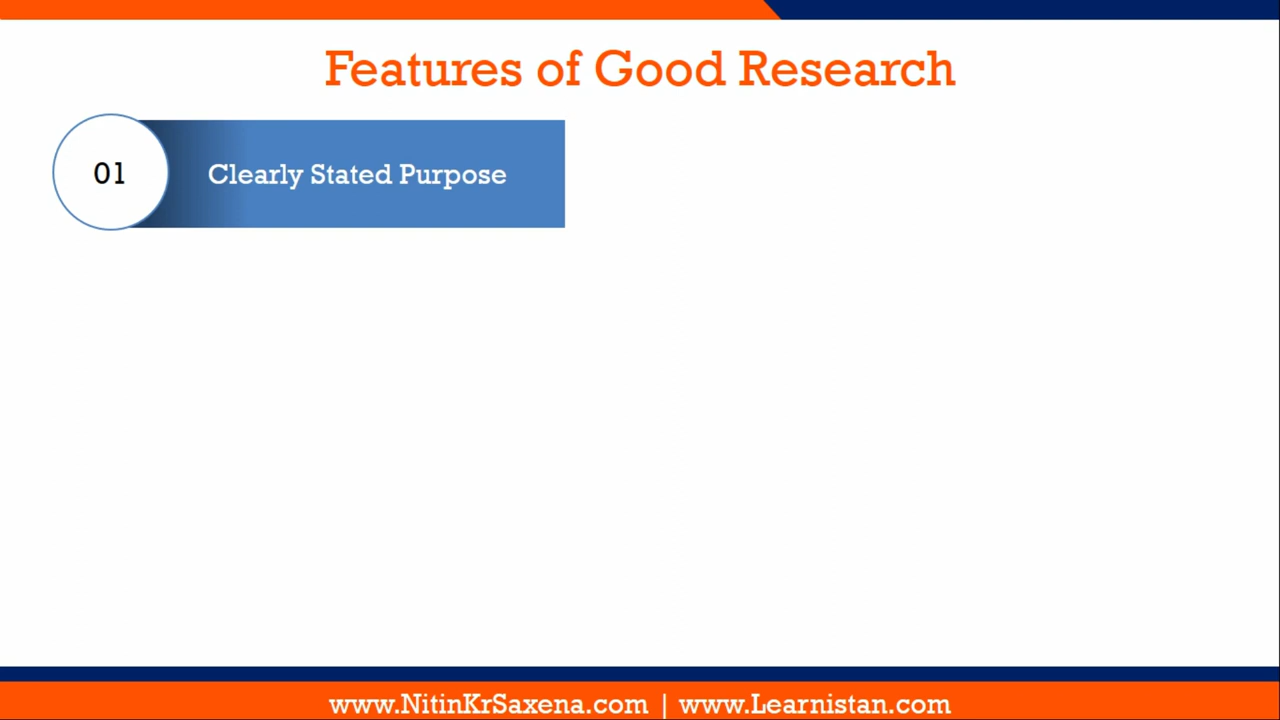 Features of Good Research
01
Clearly Stated Purpose
www.NitinKrSaxena.com | www.Learnistan.com